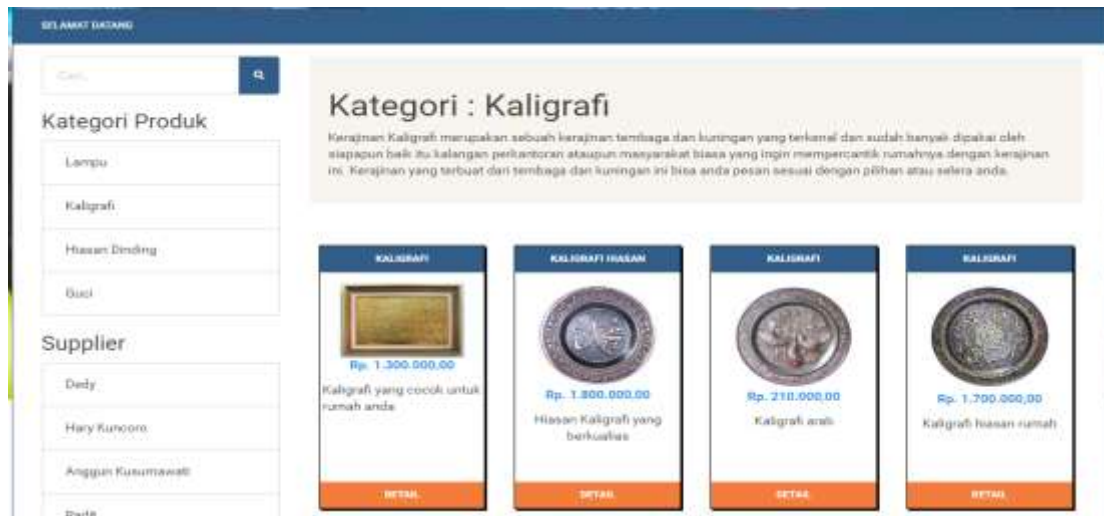 SELAMAT DATANG
Cari..
Kategori Produk
Lampu
Kaligrafi
Hiasan Dinding
Guci
Supplier
Dedy
Hary Kuncoro
Anggun Kusumawati
Radit
Kategori : Kaligrafi
Kerajinan Kaligrafi merupakan sebuah kerajinan tembaga dan kuningan yang terkenal dan sudah banyak dipakai oleh
siapapun baik itu kalangan perkantoran ataupun masyarakat biasa yang ingin mempercantik rumahnya dengan kerajinan
ini. Kerajinan yang terbuat dari tembaga dan kuningan ini bisa anda pesan sesuai dengan pilihan atau selera anda.
KALIGRAFI
Rp. 1.300.000,00
Kaligrafi yang cocok untuk
rumah anda
DETAIL
KALIGRAFI HIASAN
Rp. 1.800.000,00
Hiasan Kaligrafi yang
berkualias
DETAIL
KALIGRAFI
Rp. 210.000,00
Kaligrafi arab
DETAIL
KALIGRAFI
Rp. 1.700.000,00
Kaligrafi hiasan rumah
DETAIL